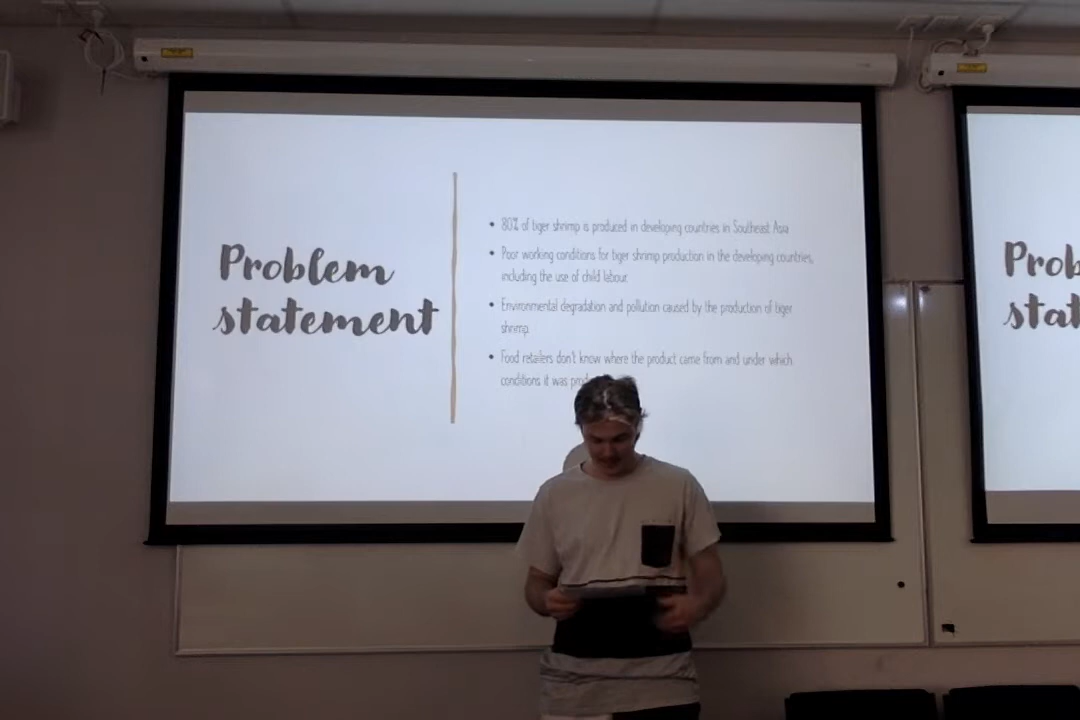 Problem
statement
• 80% of tiger shrimp is produced in developing countries in Southeast Asia
• Poor working conditions for tiger shrimp production in the developing countries,
including the use of child labour.
• Environmental degradation and pollution caused by the production of tiger
shrimp.
• Food retailers don't know where the product came from and under which
conditions it was
Prob
stat